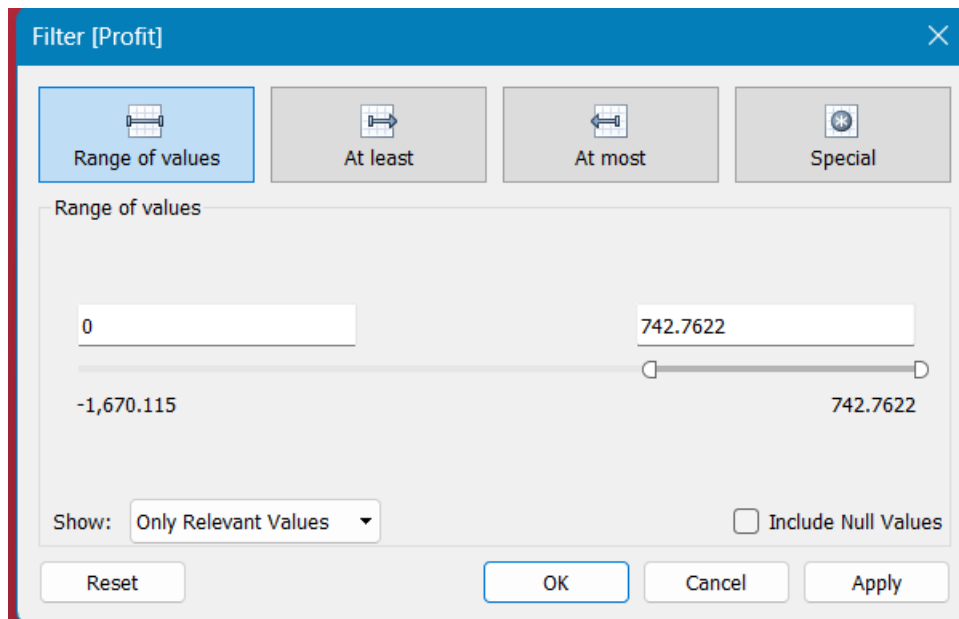 Filter [Profit]
Range of values
At least
At most
Special
Range of values
0
742.7622
-1,670.115
742.7622
Show: Only Relevant Values
Include Null Values
Reset
OK
Cancel
Apply